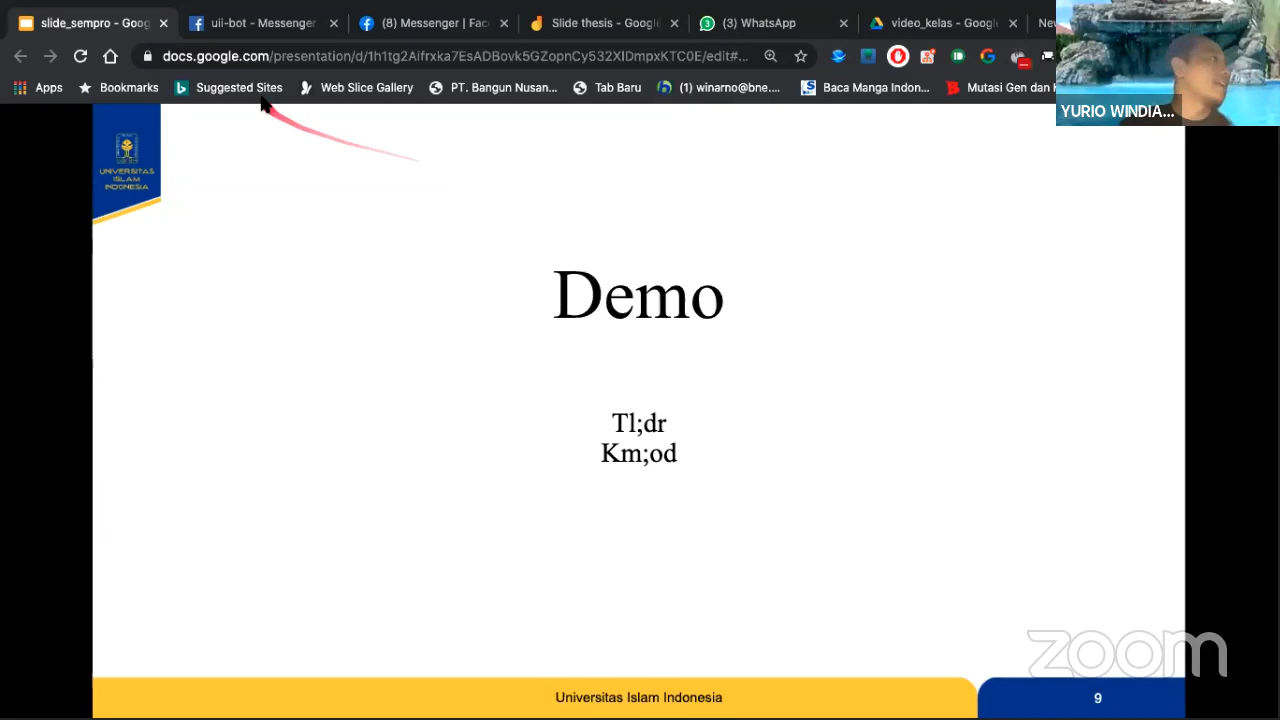 slide_sempro - Goog
uii-bot - Messenger
(8) Messenger | Fac
Slide thesis - Googl
3
(3) WhatsApp
video_kelas - Googl
docs.google.com/presentation/d/1h1tg2Aifrxka7EsADBovk5GZopnCy532XIDmpxKTC0E/edit#...
Apps
Bookmarks
Suggested Sites
Web Slice Gallery
PT. Bangun Nusan...
Tab Baru
(1) winarno@bne....
Baca Manga Indon...
Mutasi Gen dan
YURIO WINDIA...
UNIVERSITAS
ISLAM
INDONESIA
Demo
Tl;dr
Km;od
zoom
Universitas Islam Indonesia
9